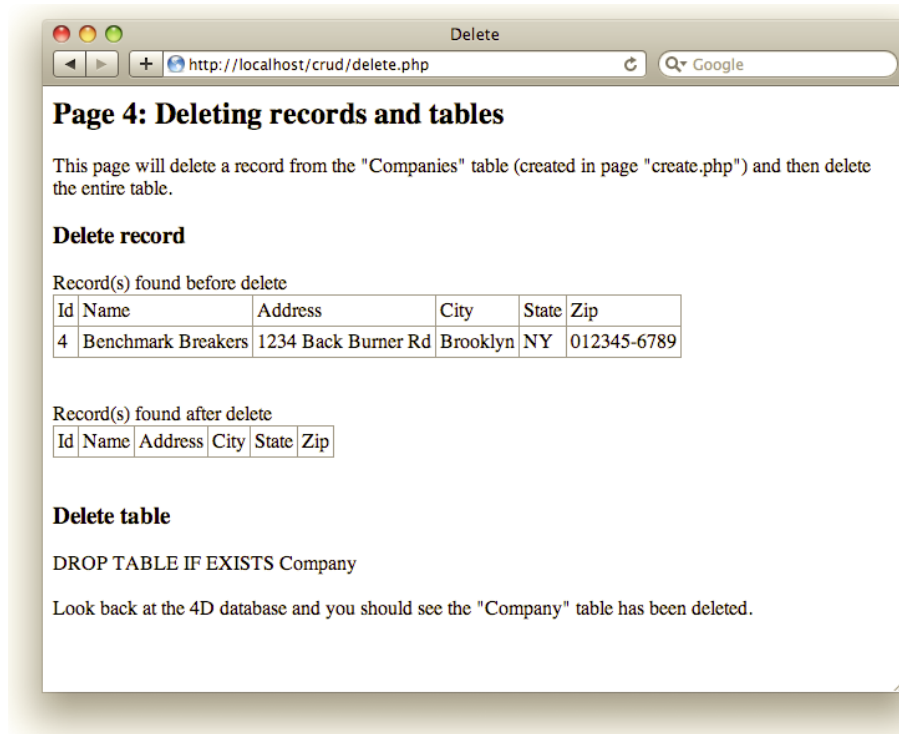 Delete
http://localhost/crud/delete.php
Google
Page 4: Deleting records and tables
This page will delete a record from the "Companies" table (created in page "create.php") and then delete
the entire table.
Delete record
Record(s) found before delete
Id Name Address City State Zip
4 Benchmark Breakers 1234 Back Burner Rd Brooklyn NY 012345-6789
Record(s) found after delete
Id Name Address City State Zip
Delete table
DROP TABLE IF EXISTS Company
Look back at the 4D database and you should see the "Company" table has been deleted.